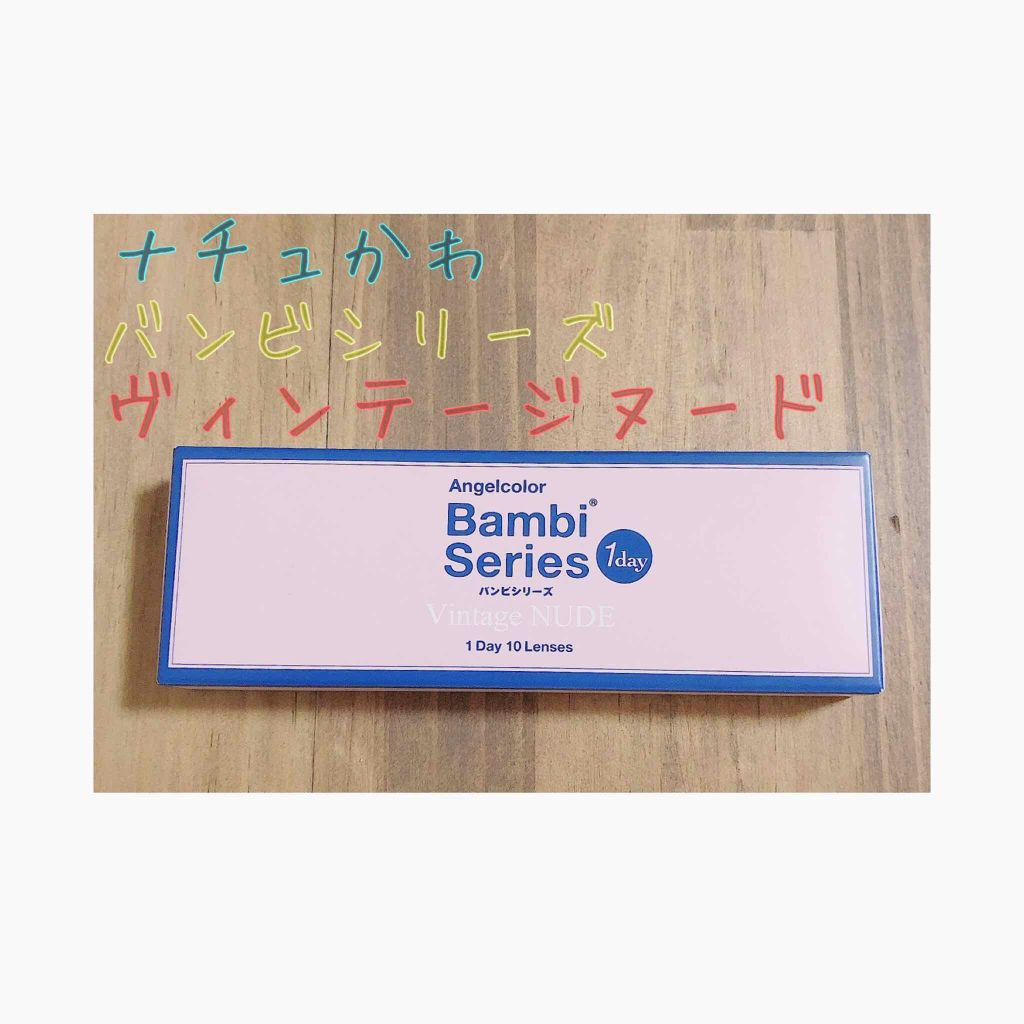 ナチュかわ
バンビシリーズ
ヴィンテージヌード
Angelcolor
Bambi®
Series 1day
バンビシリーズ
Vintage NUDE
1 Day 10 Lenses